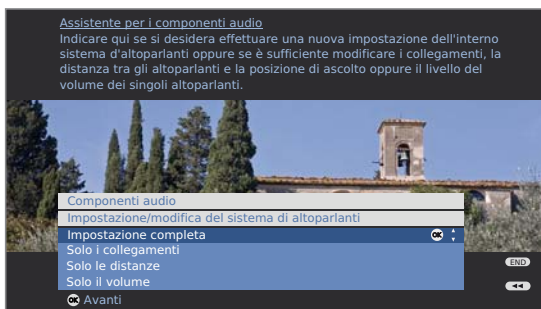 Assistente per i componenti audio
Indicare qui se si desidera effettuare una nuova impostazione dell'interno
sistema d'altoparlanti oppure se è sufficiente modificare i collegamenti, la
distanza tra gli altoparlanti e la posizione di ascolto oppure il livello del
volume dei singoli altoparlanti.
Componenti audio
Impostazione/modifica del sistema di altoparlanti
Impostazione completa OK
Solo i collegamenti
Solo le distanze
Solo il volume
END
OK Avanti